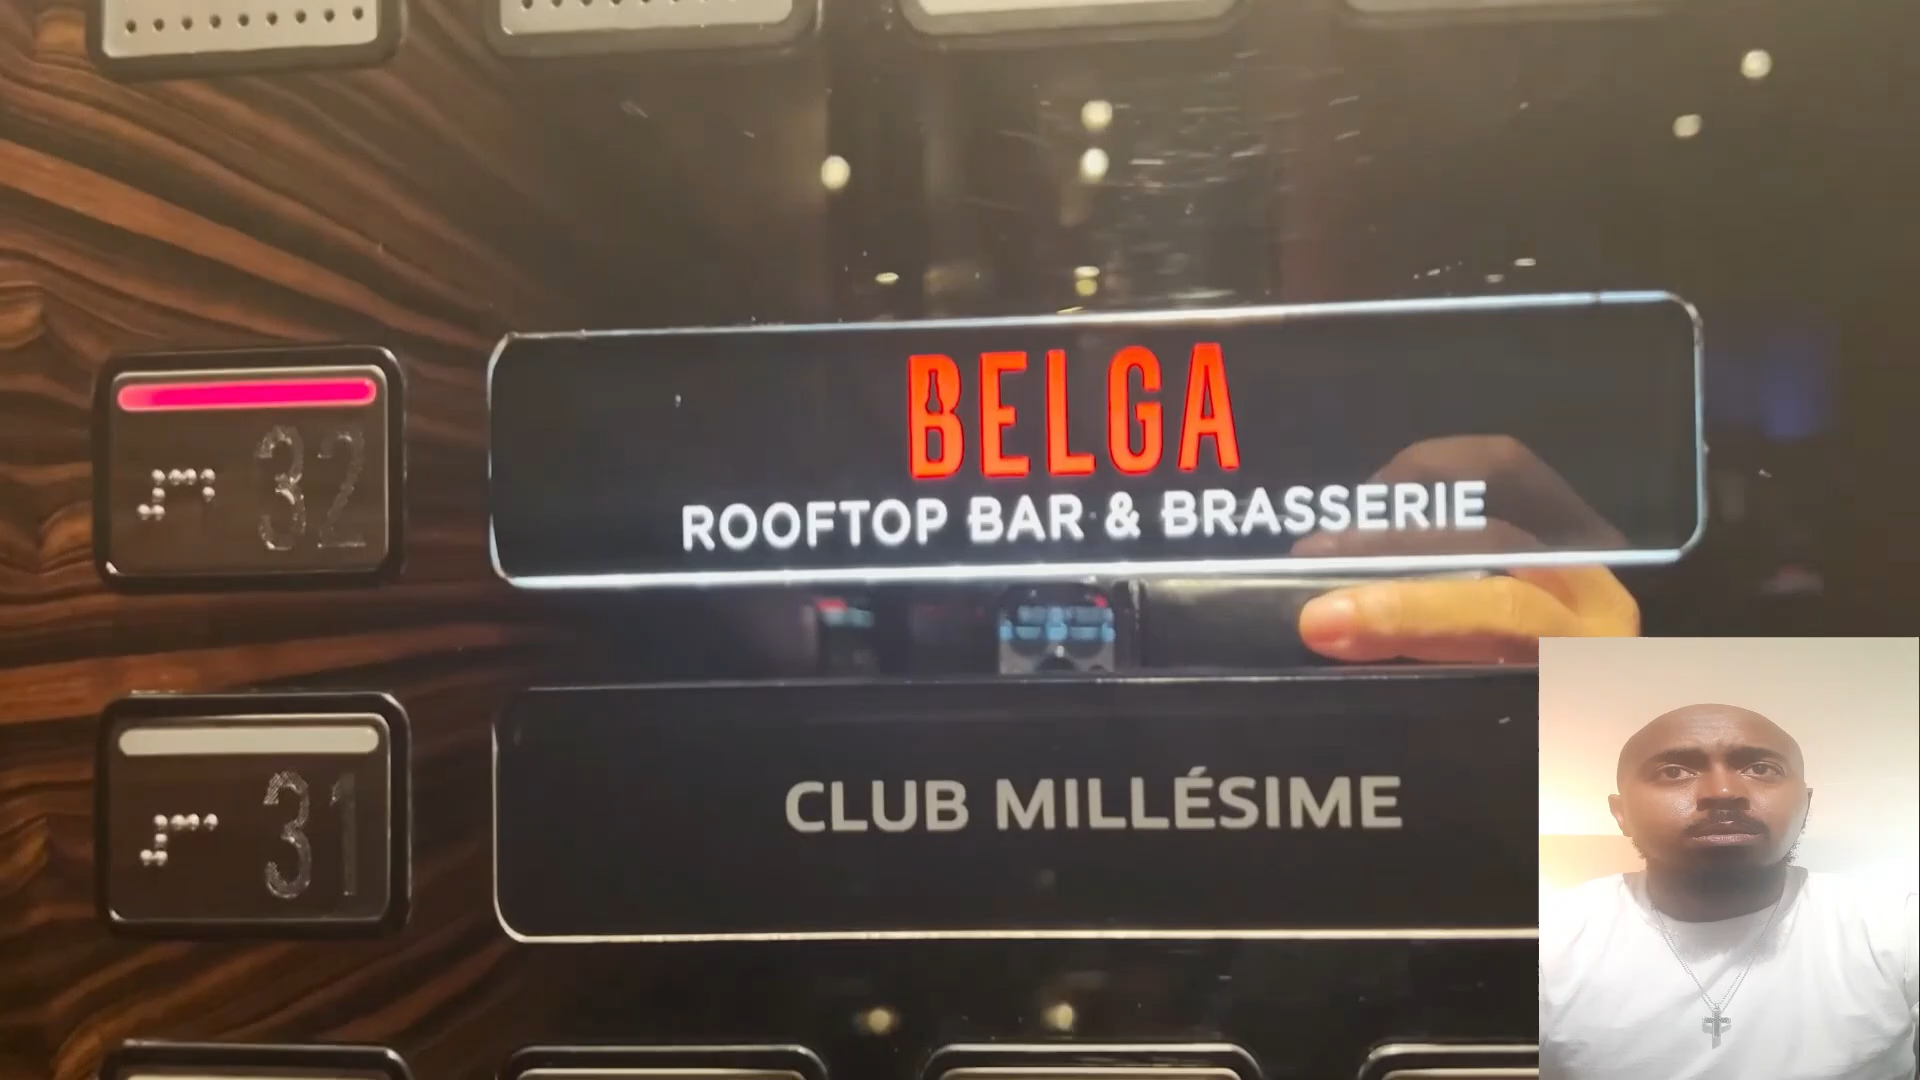 32
BELGA
ROOFTOP BAR & BRASSERIE
31
CLUB MILLÉSIME